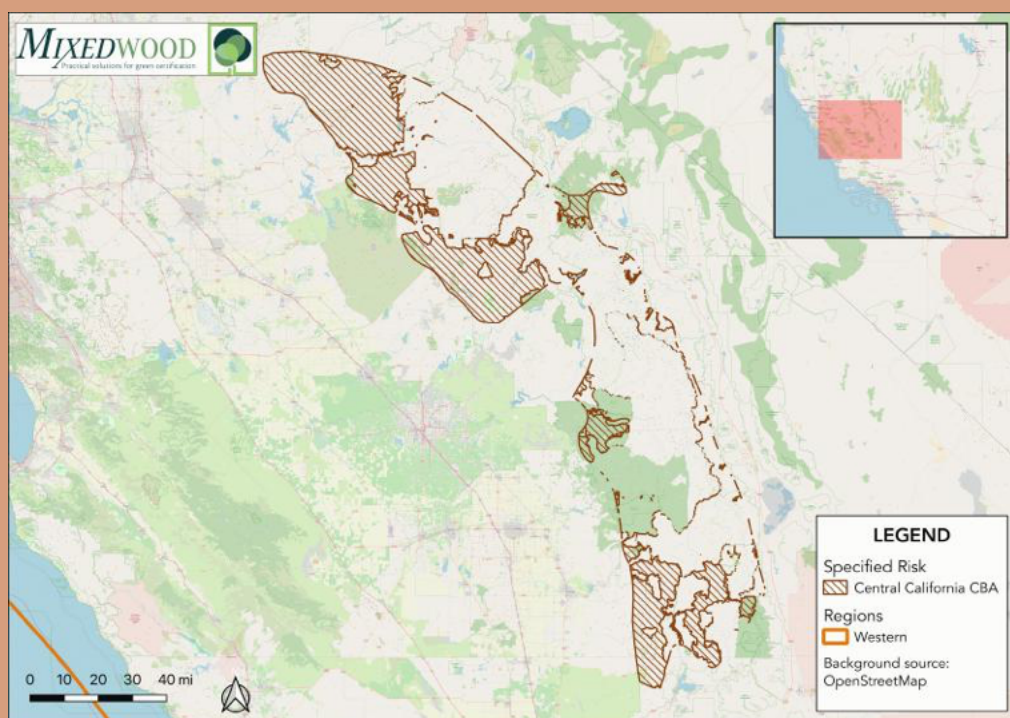 MIXEDWOOD
Practical solutions for green certification
LEGEND
Specified Risk
Central California CBA
Regions
Western
Background source:
OpenStreetMap
0 10 20 30 40 mi